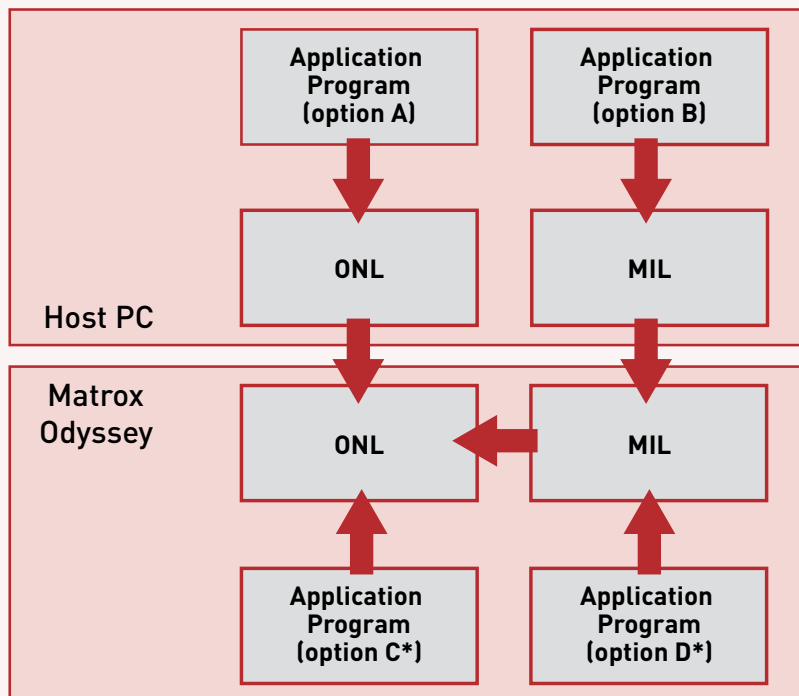 Application
Program
(option A)
Application
Program
(option B)
ONL
MIL
Host PC
Matrox
Odyssey
ONL
MIL
Application
Program
(option C*)
Application
Program
(option D*)